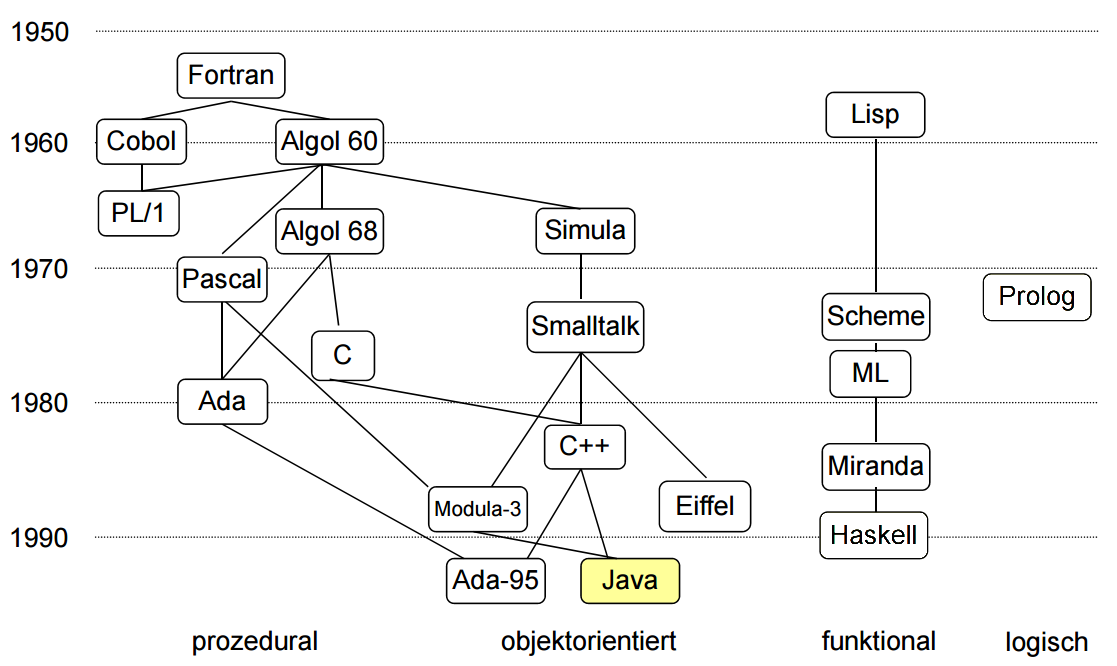 1950
Fortran
Lisp
1960
Cobol
Algol 60
PL/1
Algol 68
Simula
1970
Pascal
Prolog
Smalltalk
Scheme
C
ML
1980
Ada
C++
Miranda
Modula-3
Eiffel
1990
Haskell
Ada-95
Java
prozedural
objektorientiert
funktional
logisch